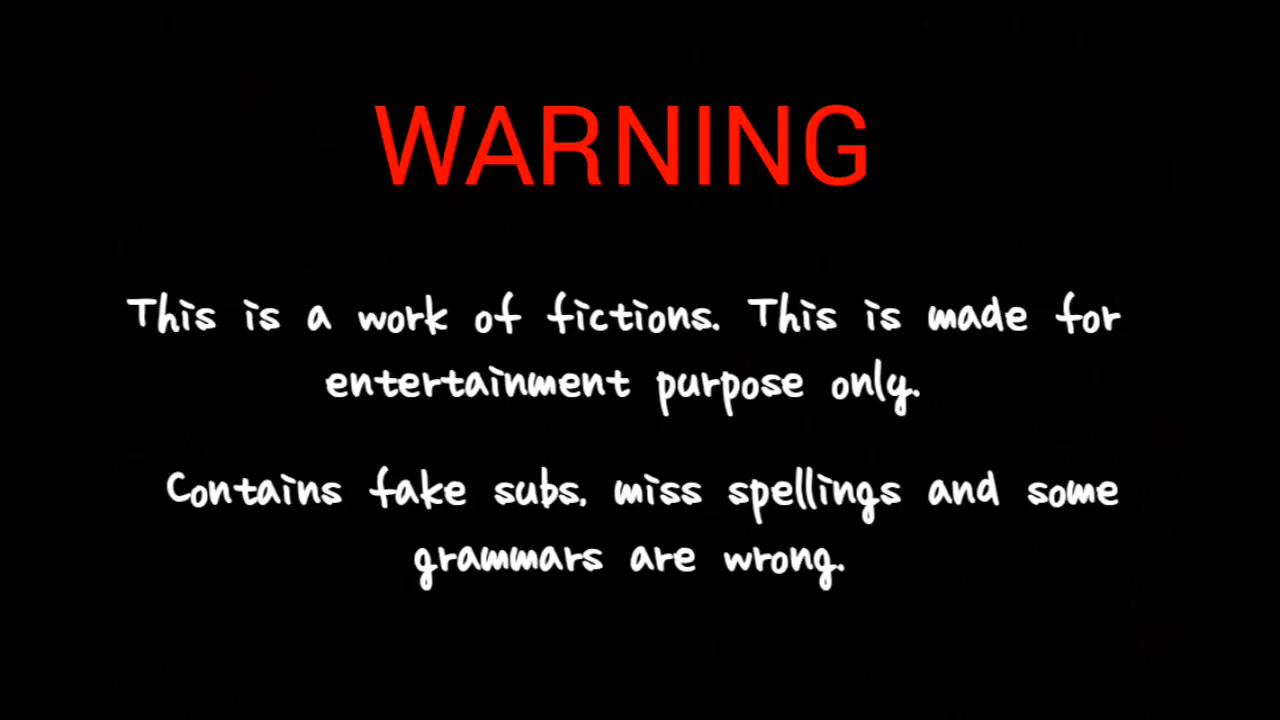 WARNING
This is a work of fictions. This is made for
entertainment purpose only.
Contains fake subs, miss spellings and some
grammars are wrong.